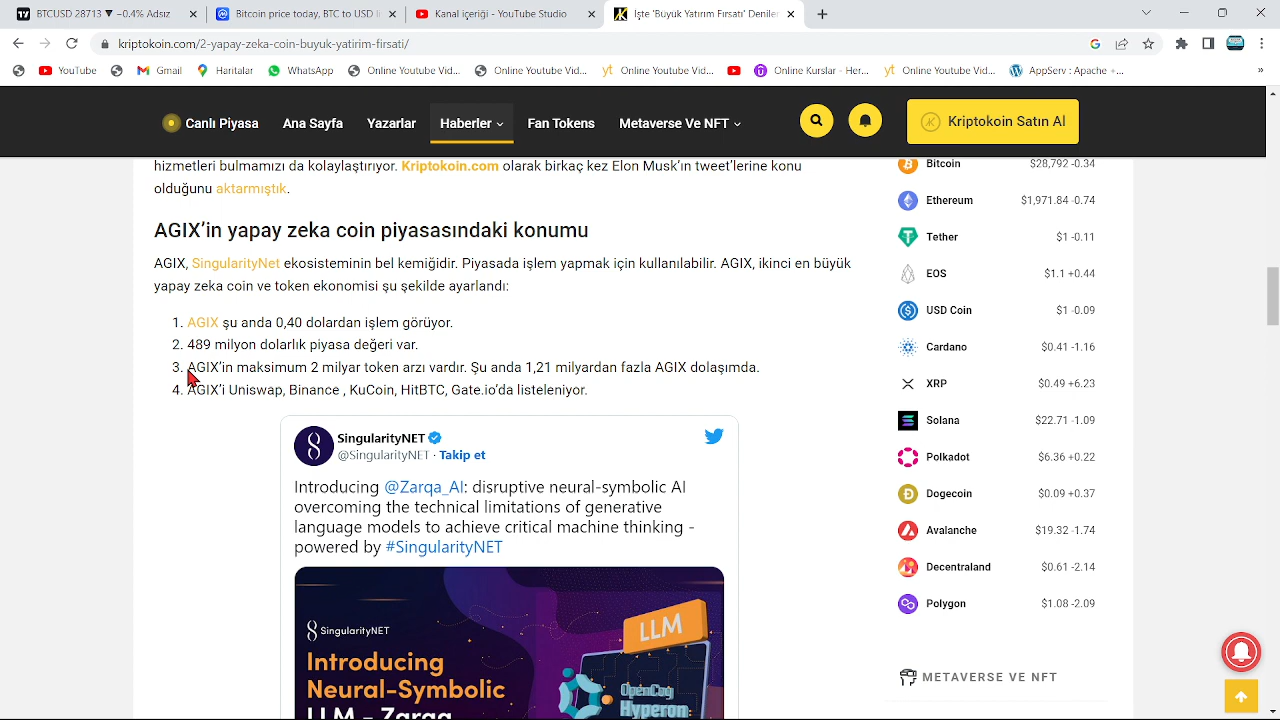 BTCUSD 28713 ▼ −0.4% Adsız
Bitcoin price today, BTC to USD li
Kanal içeriği - YouTube Studio
İşte 'Büyük Yatırım Fırsatı' Denilen
kriptokoin.com/2-yapay-zeka-coin-buyuk-yatirim-firsati/
YouTube
Gmail
Haritalar
WhatsApp
Online Youtube Vid...
Online Youtube Vid...
Online Youtube Vid...
Online Kurslar - Her...
Online Youtube Vid...
AppServ : Apache +...
»
Canlı Piyasa
Ana Sayfa
Yazarlar
Haberler
Fan Tokens
Metaverse Ve NFT
Kriptokoin Satın Al
hizmetleri bulmamızı da kolaylaştırıyor. Kriptokoin.com olarak birkaç kez Elon Musk'ın tweet'lerine konu
olduğunu aktarmıştık.
AGIX'in yapay zeka coin piyasasındaki konumu
AGIX, SingularityNet ekosisteminin bel kemiğidir. Piyasada işlem yapmak için kullanılabilir. AGIX, ikinci en büyük
yapay zeka coin ve token ekonomisi şu şekilde ayarlandı:
1. AGIX şu anda 0,40 dolardan işlem görüyor.
2. 489 milyon dolarlık piyasa değeri var.
3. AGIX'in maksimum 2 milyar token arzı vardır. Şu anda 1,21 milyardan fazla AGIX dolaşımda.
4. AGIX'i Uniswap, Binance , KuCoin, HitBTC, Gate.io'da listeleniyor.
SingularityNET
@SingularityNET · Takip et
Introducing @Zarqa_AI: disruptive neural-symbolic AI
overcoming the technical limitations of generative
language models to achieve critical machine thinking -
powered by #SingularityNET
SingularityNET
Introducing
Neural-Symbolic
LLM - Zarqa
LLM
OpenCog
Hyperon
Bitcoin $28,792 -0.34
Ethereum $1,971.84 -0.74
Tether $1 -0.11
EOS $1.1 +0.44
USD Coin $1 -0.09
Cardano $0.41 -1.16
XRP $0.49 +6.23
Solana $22.71 -1.09
Polkadot $6.36 +0.22
Dogecoin $0.09 +0.37
Avalanche $19.32 -1.74
Decentraland $0.61 -2.14
Polygon $1.08 -2.09
METAVERSE VE NFT